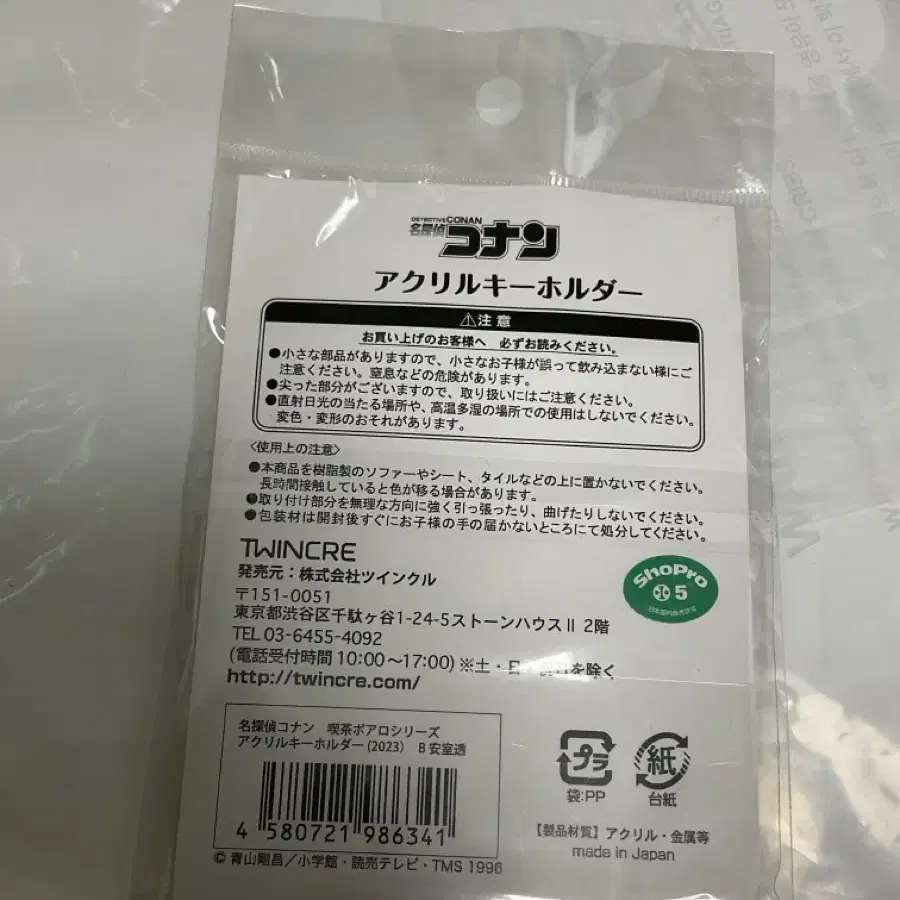 DETECTIVE CONAN
名探偵コナン
アクリルキーホルダー
⚠注意
お買い上げのお客様へ 必ずお読みください。
●小さな部品がありますので、小さなお子様が誤って飲み込まない様にご
注意ください。窒息などの危険があります。
●尖った部分がございますので、取り扱いにはご注意ください。
●直射日光の当たる場所や、高温多湿の場所での使用はしないでください。
変色・変形のおそれがあります。
〈使用上の注意〉
●本商品を樹脂製のソファーやシート、タイルなどの上に置かないでください。
長時間接触していると色が移る場合があります。
●取り付け部分を無理な方向に強く引っ張ったり、曲げたりしないでください。
●包装材は開封後すぐにお子様の手の届かないところにて処分してください。
TWINCRE
発売元：株式会社ツインクル
〒151-0051
東京都渋谷区千駄ヶ谷1-24-5ストーンハウスⅡ 2階
TEL 03-6455-4092
(電話受付時間 10:00～17:00) ※土・日・を除く
http://twincre.com/
ShoPro
5
名探偵コナン 喫茶ポアロシリーズ
アクリルキーホルダー(2023) B 安室透
4 580721 986341
プラ
袋:PP
紙
台紙
【製品材質】アクリル・金属等
made in Japan
© 青山剛昌／小学館・読売テレビ・TMS 1996